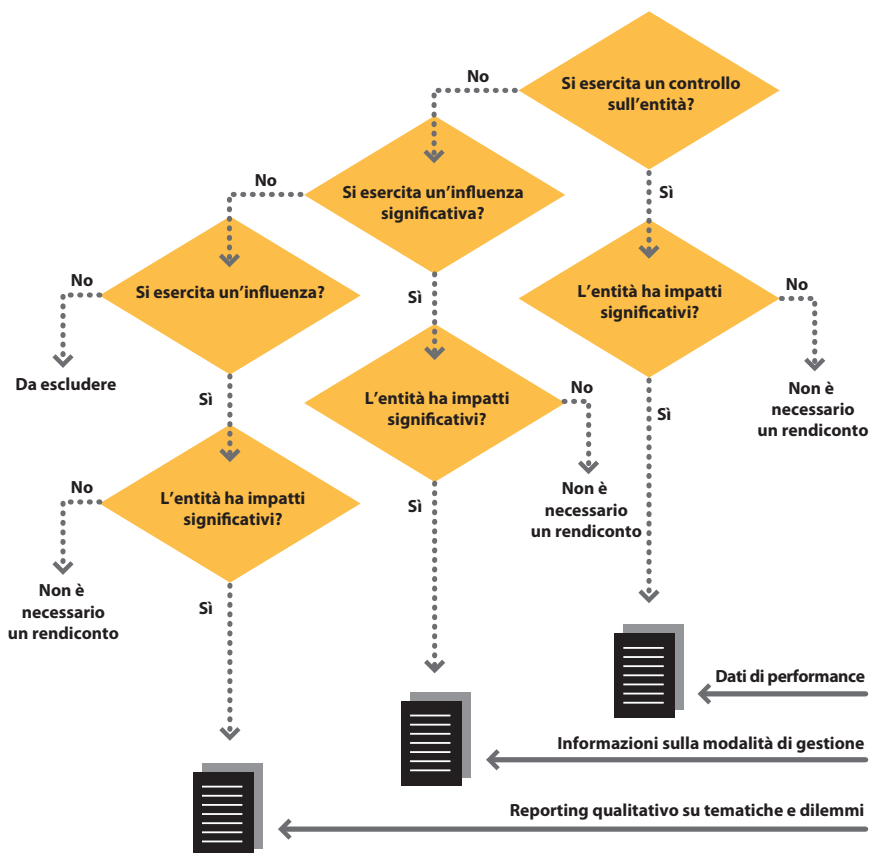 No
Si esercita un controllo
sull'entità?
No
Si esercita un'influenza
significativa?
Sì
No
Si esercita un'influenza?
Sì
L'entità ha impatti
significativi?
No
Da escludere
Sì
L'entità ha impatti
significativi?
No
Sì
Non è
necessario
un rendiconto
No
L'entità ha impatti
significativi?
Sì
Non è
necessario
un rendiconto
Non è
necessario
un rendiconto
Sì
Dati di performance
Informazioni sulla modalità di gestione
Reporting qualitativo su tematiche e dilemmi